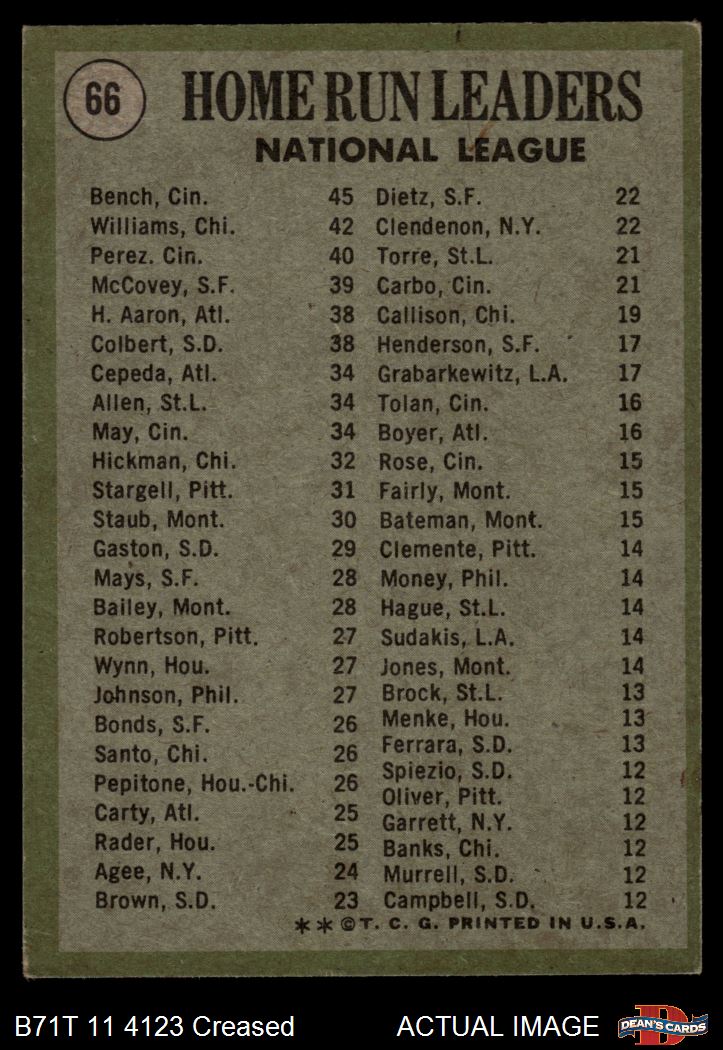 66
HOME RUN LEADERS
NATIONAL LEAGUE
Bench, Cin. 45
Williams, Chi. 42
Perez. Cin. 40
McCovey, S.F. 39
H. Aaron, Atl. 38
Colbert, S.D. 38
Cepeda, Atl. 34
Allen, St.L. 34
May, Cin. 34
Hickman, Chi. 32
Stargell, Pitt. 31
Staub, Mont. 30
Gaston, S.D. 29
Mays, S.F. 28
Bailey, Mont. 28
Robertson, Pitt. 27
Wynn, Hou. 27
Johnson, Phil. 27
Bonds, S.F. 26
Santo, Chi. 26
Pepitone, Hou.-Chi. 26
Carty, Atl. 25
Rader, Hou. 25
Agee, N.Y. 24
Brown, S.D. 23
Dietz, S.F. 22
Clendenon, N.Y. 22
Torre, St.L. 21
Carbo, Cin. 21
Callison, Chi. 19
Henderson, S.F. 17
Grabarkewitz, L.A. 17
Tolan, Cin. 16
Boyer, Atl. 16
Rose, Cin. 15
Fairly, Mont. 15
Bateman, Mont. 15
Clemente, Pitt. 14
Money, Phil. 14
Hague, St.L. 14
Sudakis, L.A. 14
Jones, Mont. 14
Brock, St.L. 13
Menke, Hou. 13
Ferrara, S.D. 13
Spiezio, S.D. 12
Oliver, Pitt. 12
Garrett, N.Y. 12
Banks, Chi. 12
Murrell, S.D. 12
Campbell, S.D. 12
**©T. C. G. PRINTED IN U.S.A.
B71T 11 4123 Creased
ACTUAL IMAGE
D
DEAN'S CARDS